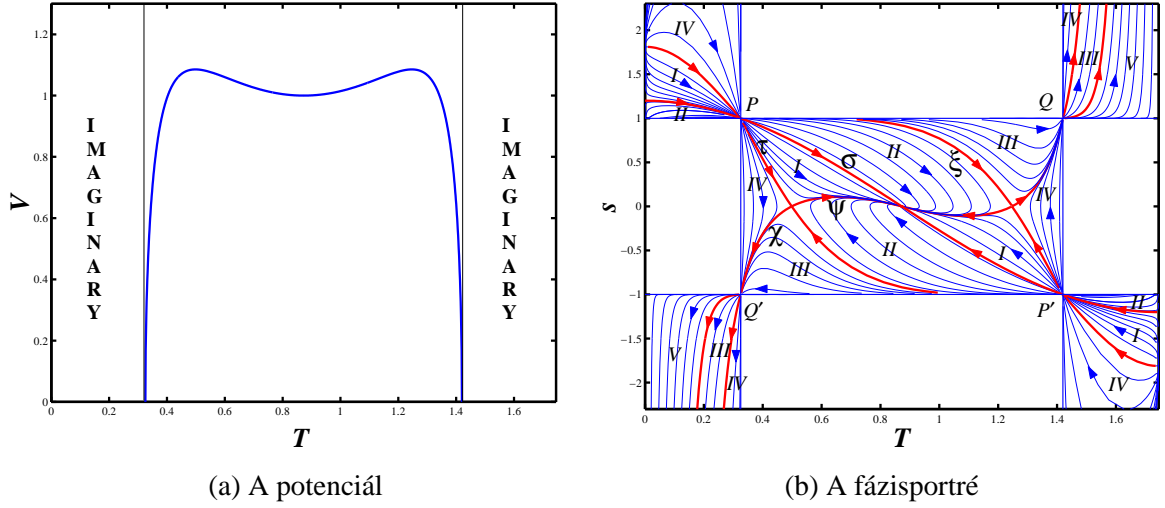 1.2
1
0.8
0.6
0.4
0.2
0
V
IMAGINARY
IMAGINARY
0
0.2
0.4
0.6
0.8
1
1.2
1.4
1.6
T
(a) A potenciál
2
1.5
1
0.5
0
−0.5
−1
−1.5
−2
s
IV
I
II
P
Q
IV
III
V
τ
I
σ
II
ξ
III
IV
IV
ψ
χ
III
II
I
Q′
P′
II
I
IV
V
III
IV
0
0.2
0.4
0.6
0.8
1
1.2
1.4
1.6
T
(b) A fázisportré